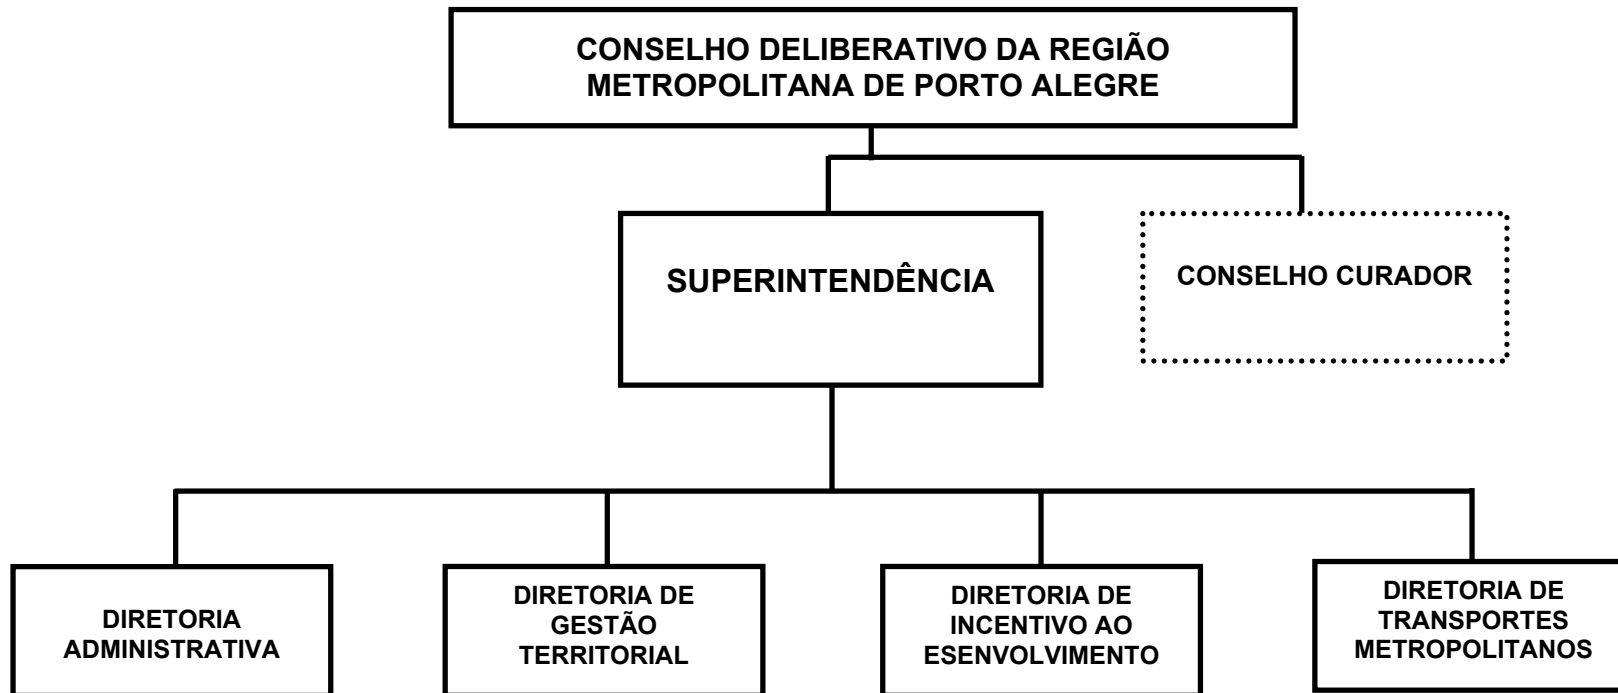 CONSELHO DELIBERATIVO DA REGIÃO
METROPOLITANA DE PORTO ALEGRE
SUPERINTENDÊNCIA
CONSELHO CURADOR
DIRETORIA
ADMINISTRATIVA
DIRETORIA DE
GESTÃO
TERRITORIAL
DIRETORIA DE
INCENTIVO AO
ESENVOLVIMENTO
DIRETORIA DE
TRANSPORTES
METROPOLITANOS